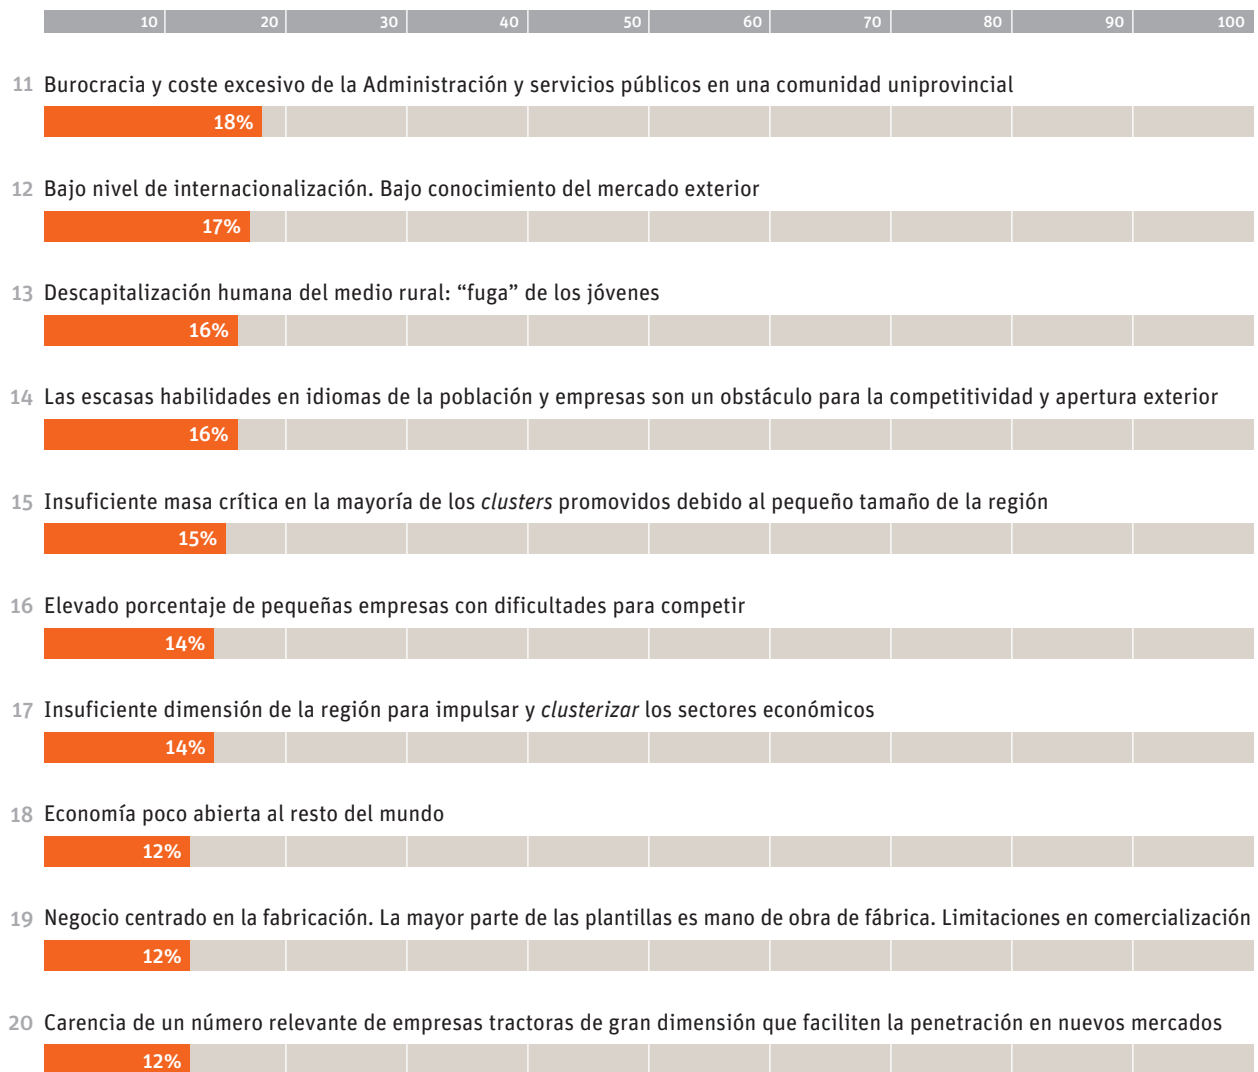 10 20 30 40 50 60 70 80 90 100
11 Burocracia y coste excesivo de la Administración y servicios públicos en una comunidad uniprovincial
18%
12 Bajo nivel de internacionalización. Bajo conocimiento del mercado exterior
17%
13 Descapitalización humana del medio rural: “fuga” de los jóvenes
16%
14 Las escasas habilidades en idiomas de la población y empresas son un obstáculo para la competitividad y apertura exterior
16%
15 Insuficiente masa crítica en la mayoría de los clusters promovidos debido al pequeño tamaño de la región
15%
16 Elevado porcentaje de pequeñas empresas con dificultades para competir
14%
17 Insuficiente dimensión de la región para impulsar y clusterizar los sectores económicos
14%
18 Economía poco abierta al resto del mundo
12%
19 Negocio centrado en la fabricación. La mayor parte de las plantillas es mano de obra de fábrica. Limitaciones en comercialización
12%
20 Carencia de un número relevante de empresas tractoras de gran dimensión que faciliten la penetración en nuevos mercados
12%